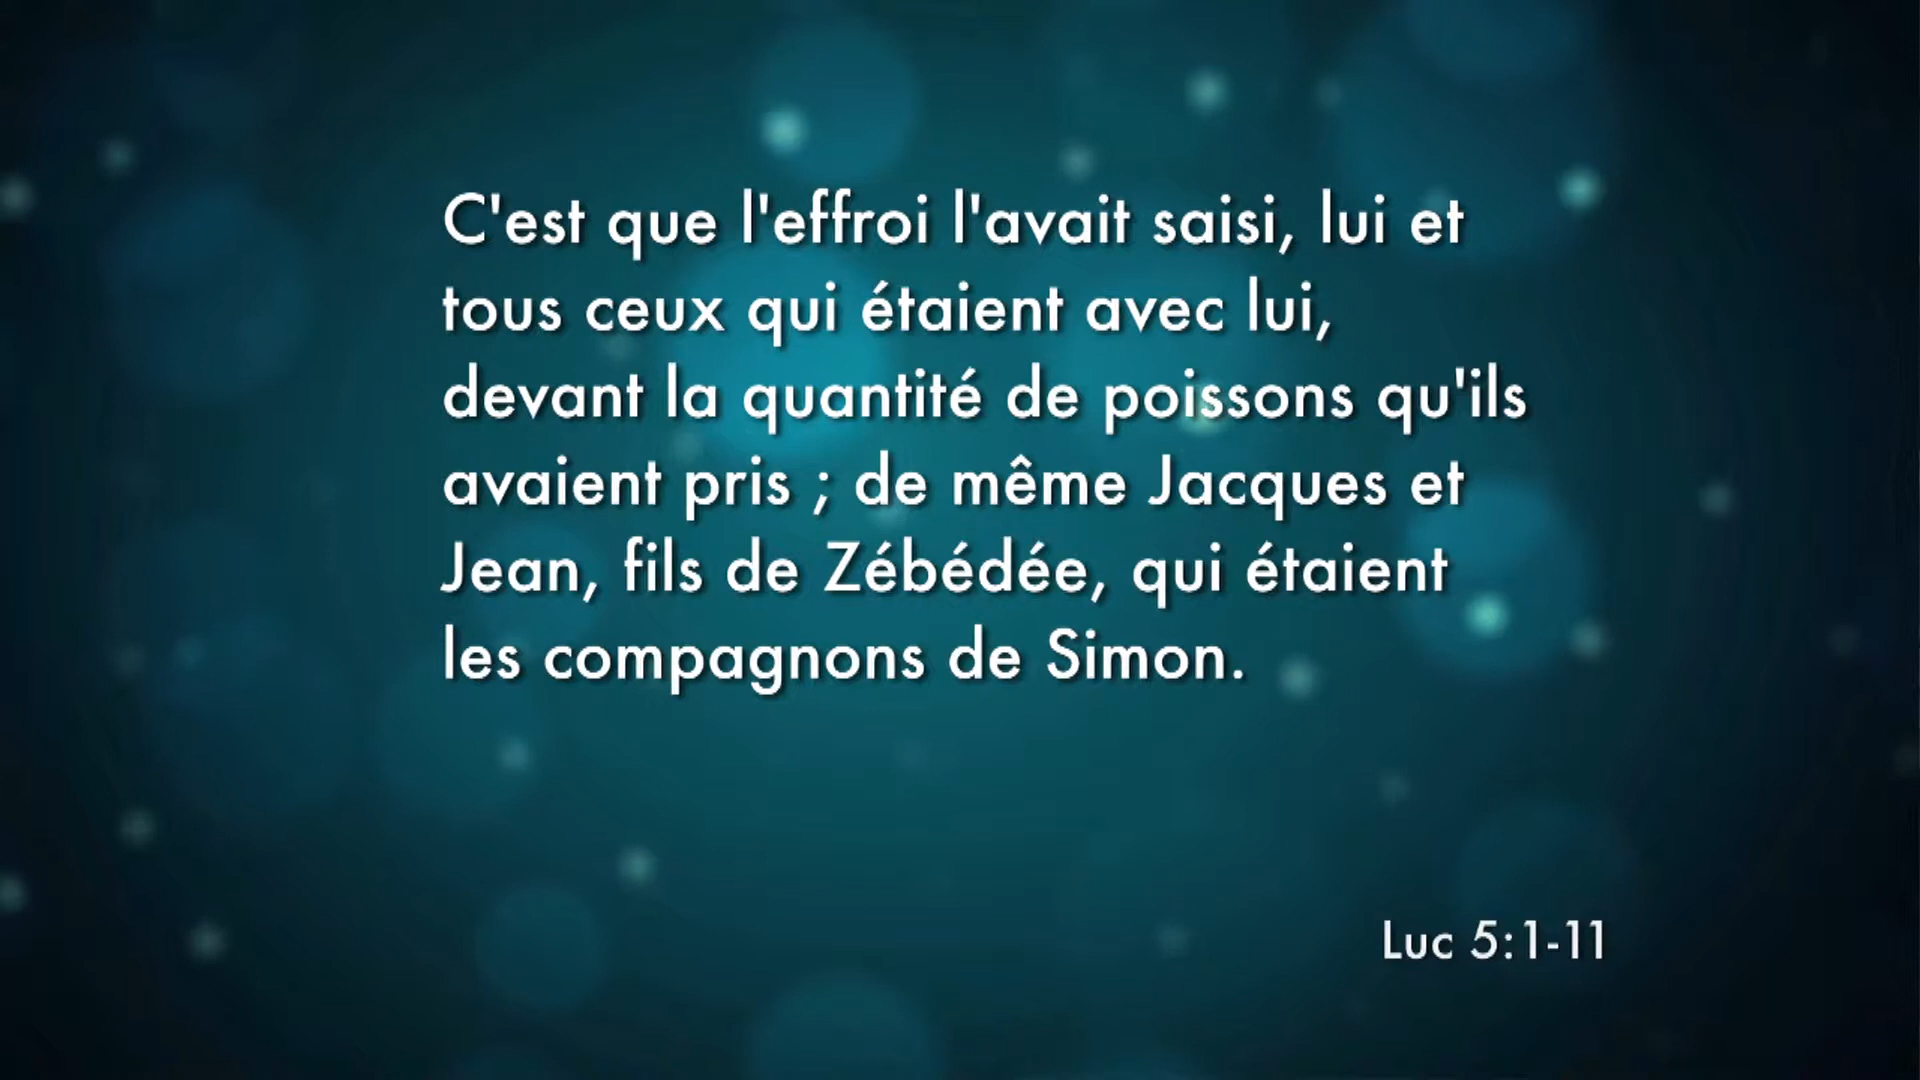 C'est que l'effroi l'avait saisi, lui et
tous ceux qui étaient avec lui,
devant la quantité de poissons qu'ils
avaient pris ; de même Jacques et
Jean, fils de Zébédée, qui étaient
les compagnons de Simon.
Luc 5:1-11